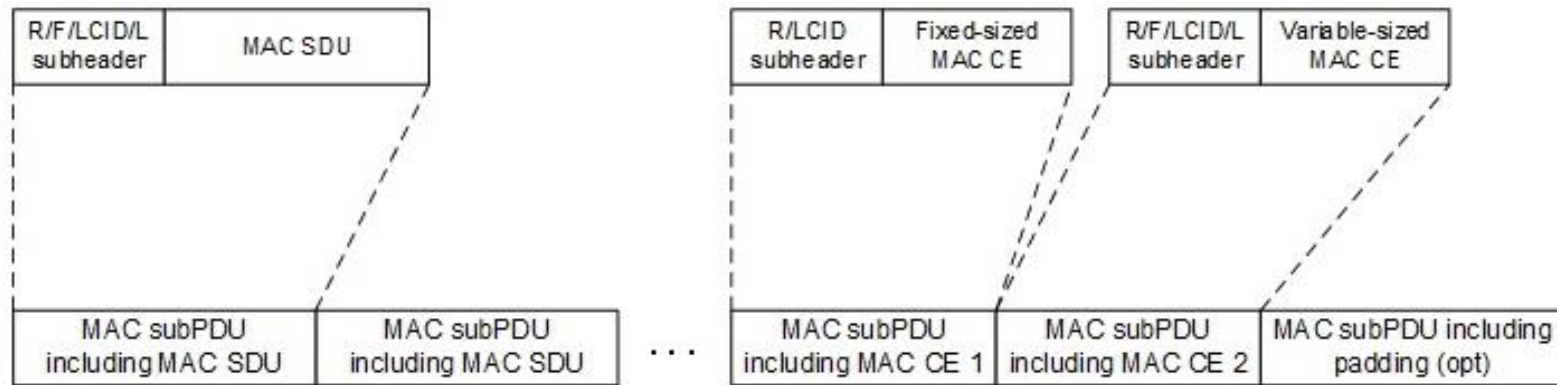 R/F/LCID/L
subheader
MAC SDU
R/LCID
subheader
Fixed-sized
MAC CE
R/F/LCID/L
subheader
Variable-sized
MAC CE
MAC subPDU
including MAC SDU
MAC subPDU
including MAC SDU
. . .
MAC subPDU
including MAC CE 1
MAC subPDU
including MAC CE 2
MAC subPDU including
padding (opt)